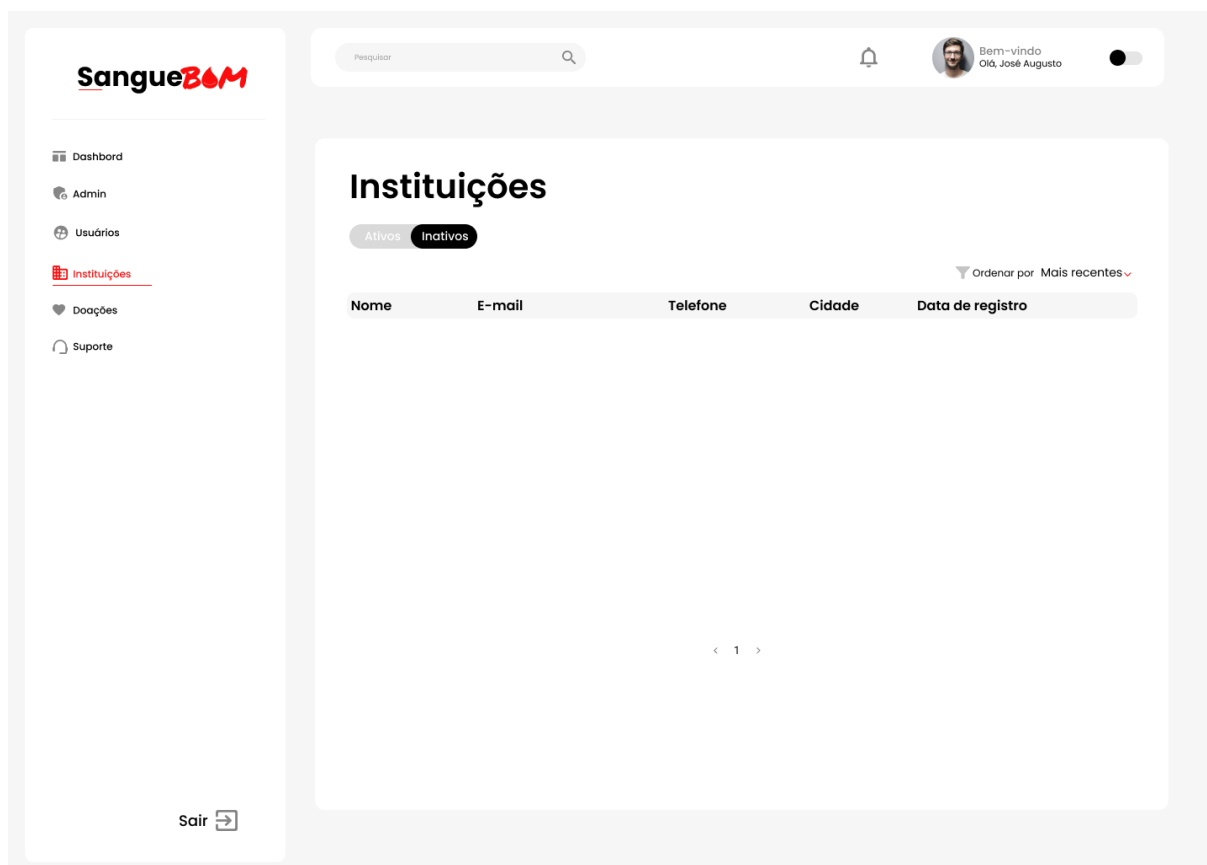 SangueBOM
Pesquisar
Bem-vindo
Olá, José Augusto
Dashbord
Admin
Usuários
Instituições
Doações
Suporte
Sair
Instituições
Ativos Inativos
Ordenar por Mais recentes
Nome E-mail Telefone Cidade Data de registro
< 1 >